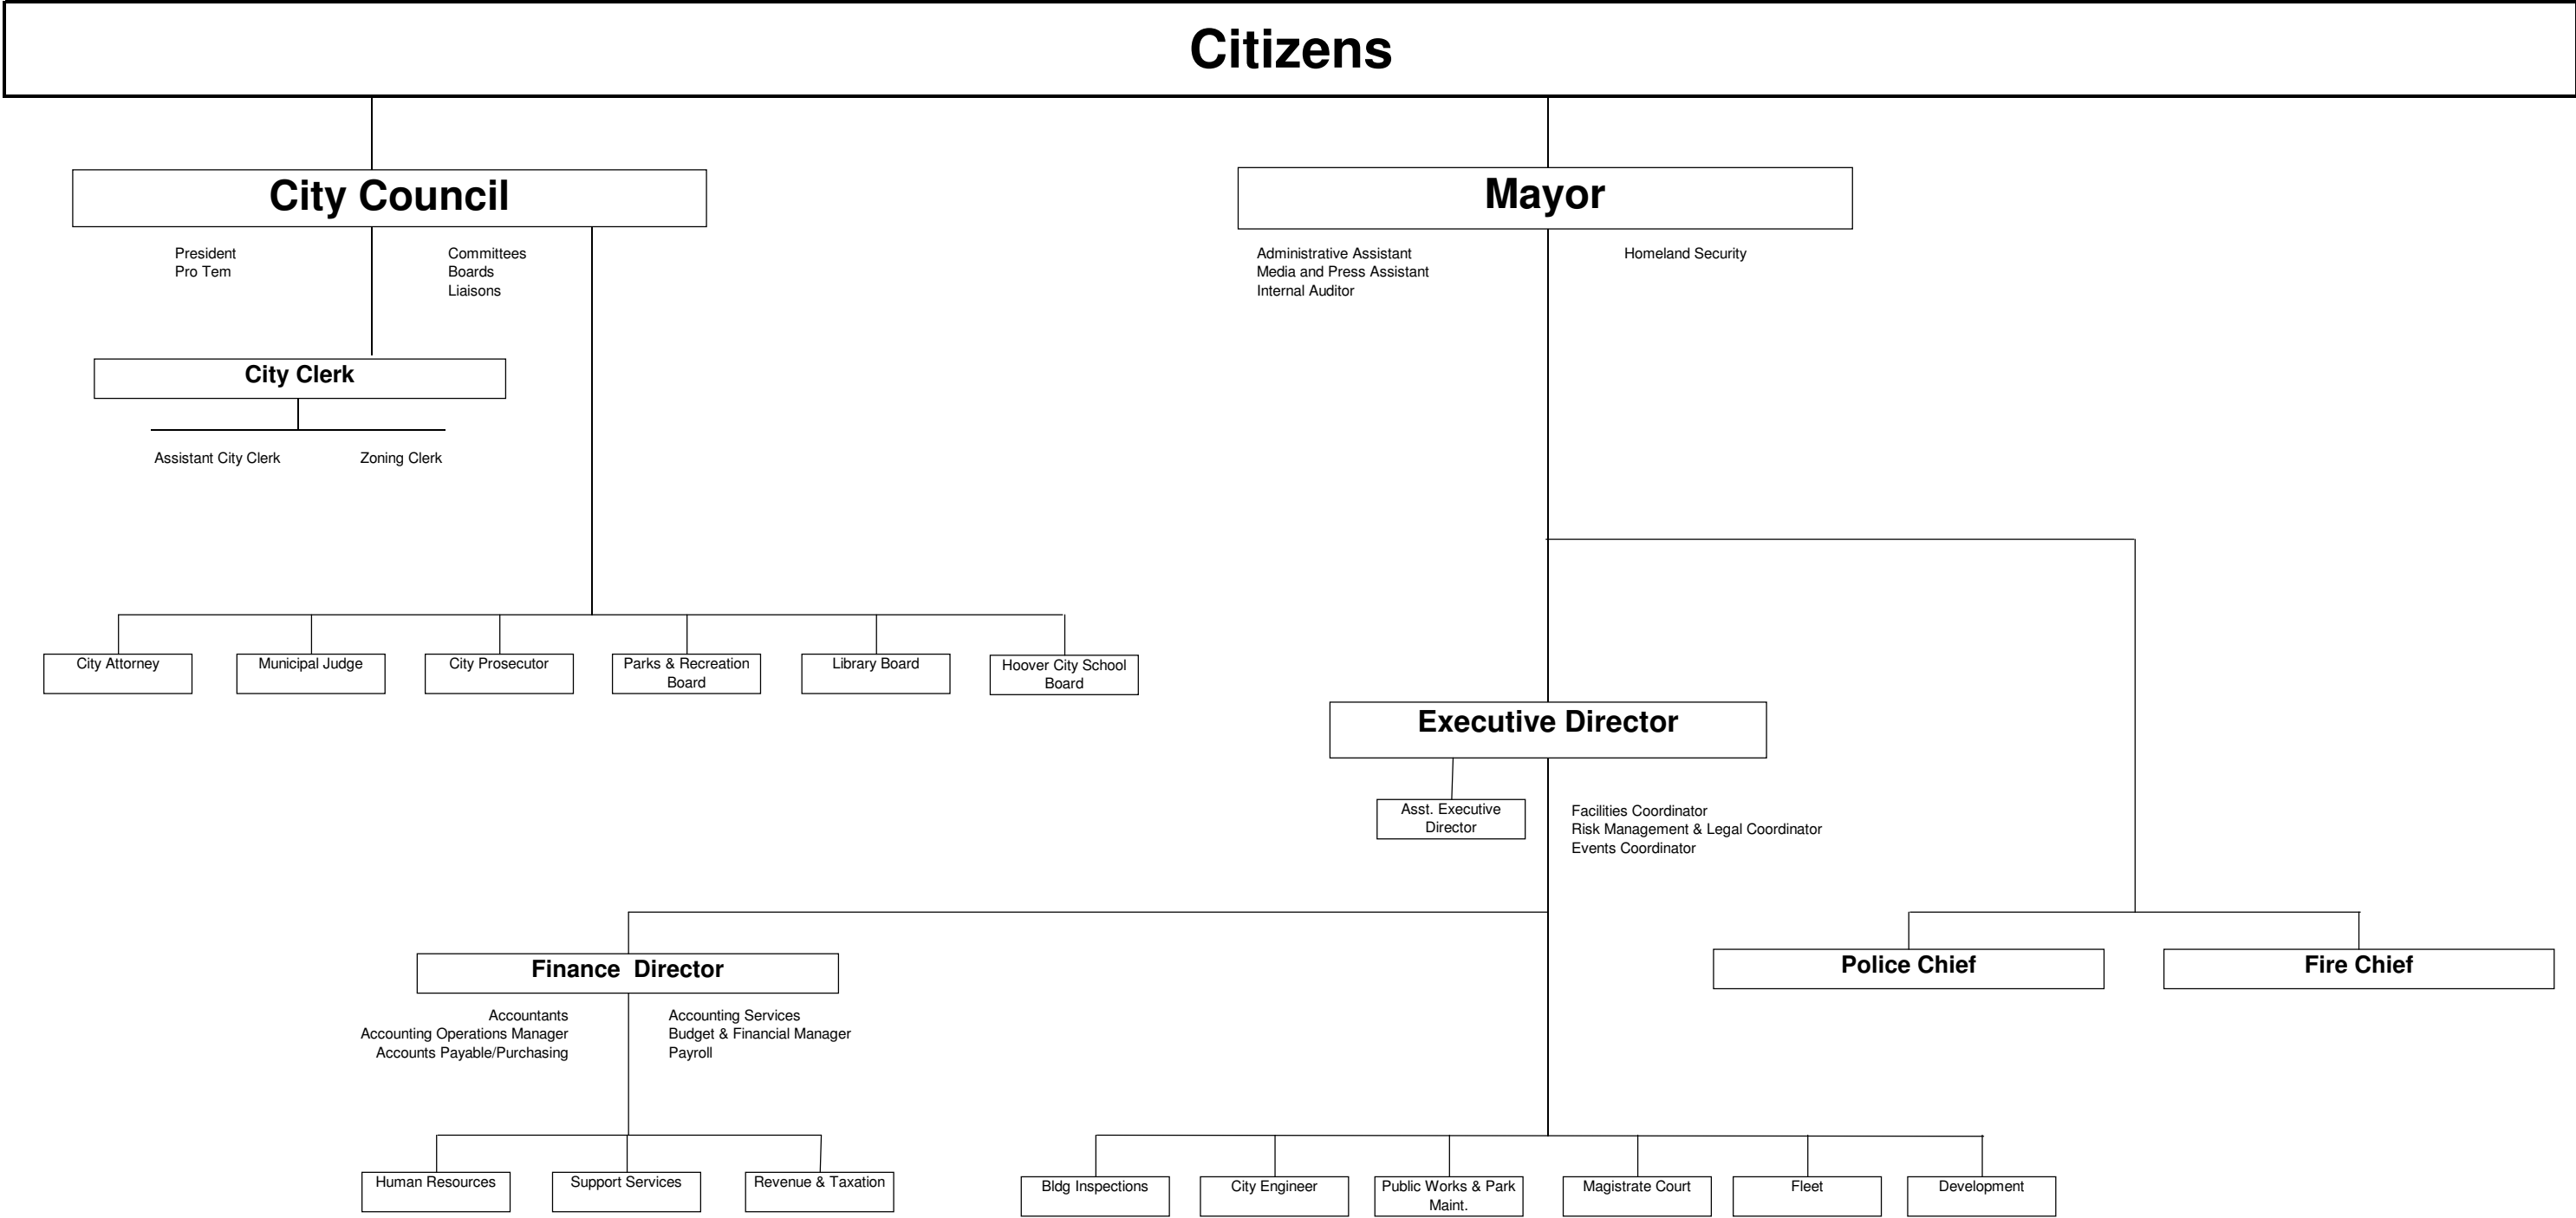 Citizens
City Council
Mayor
President
Pro Tem
Committees
Boards
Liaisons
Administrative Assistant
Media and Press Assistant
Internal Auditor
Homeland Security
City Clerk
Assistant City Clerk
Zoning Clerk
City Attorney
Municipal Judge
City Prosecutor
Parks & Recreation
Board
Library Board
Hoover City School
Board
Executive Director
Asst. Executive
Director
Facilities Coordinator
Risk Management & Legal Coordinator
Events Coordinator
Finance  Director
Police Chief
Fire Chief
Accountants
Accounting Operations Manager
Accounts Payable/Purchasing
Accounting Services
Budget & Financial Manager
Payroll
Human Resources
Support Services
Revenue & Taxation
Bldg Inspections
City Engineer
Public Works & Park
Maint.
Magistrate Court
Fleet
Development